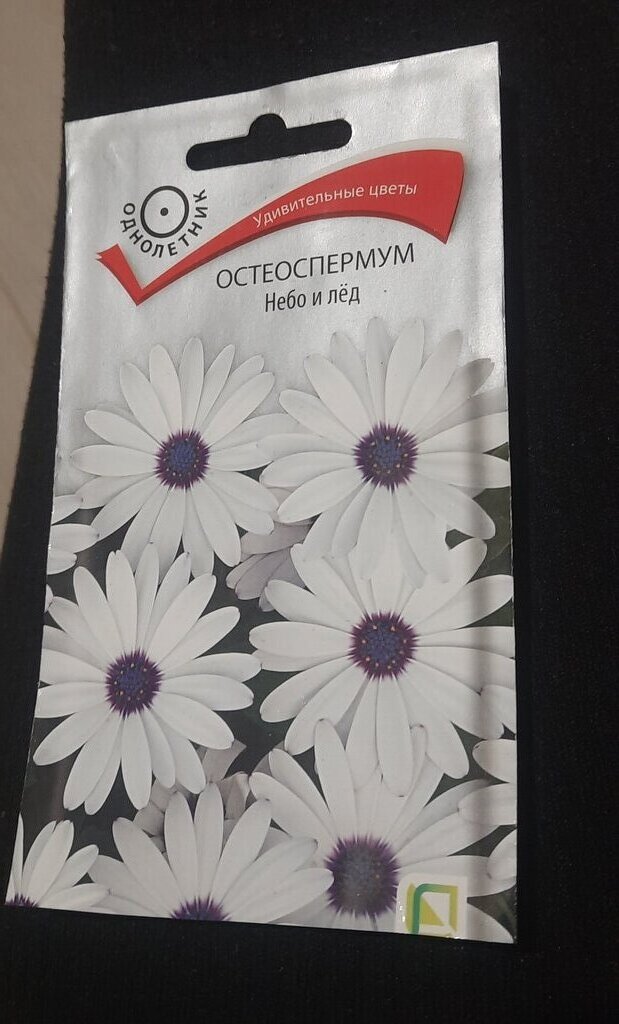 ОДНОЛЕТНИК
Удивительные цветы
ОСТЕОСПЕРМУМ
Небо и лёд